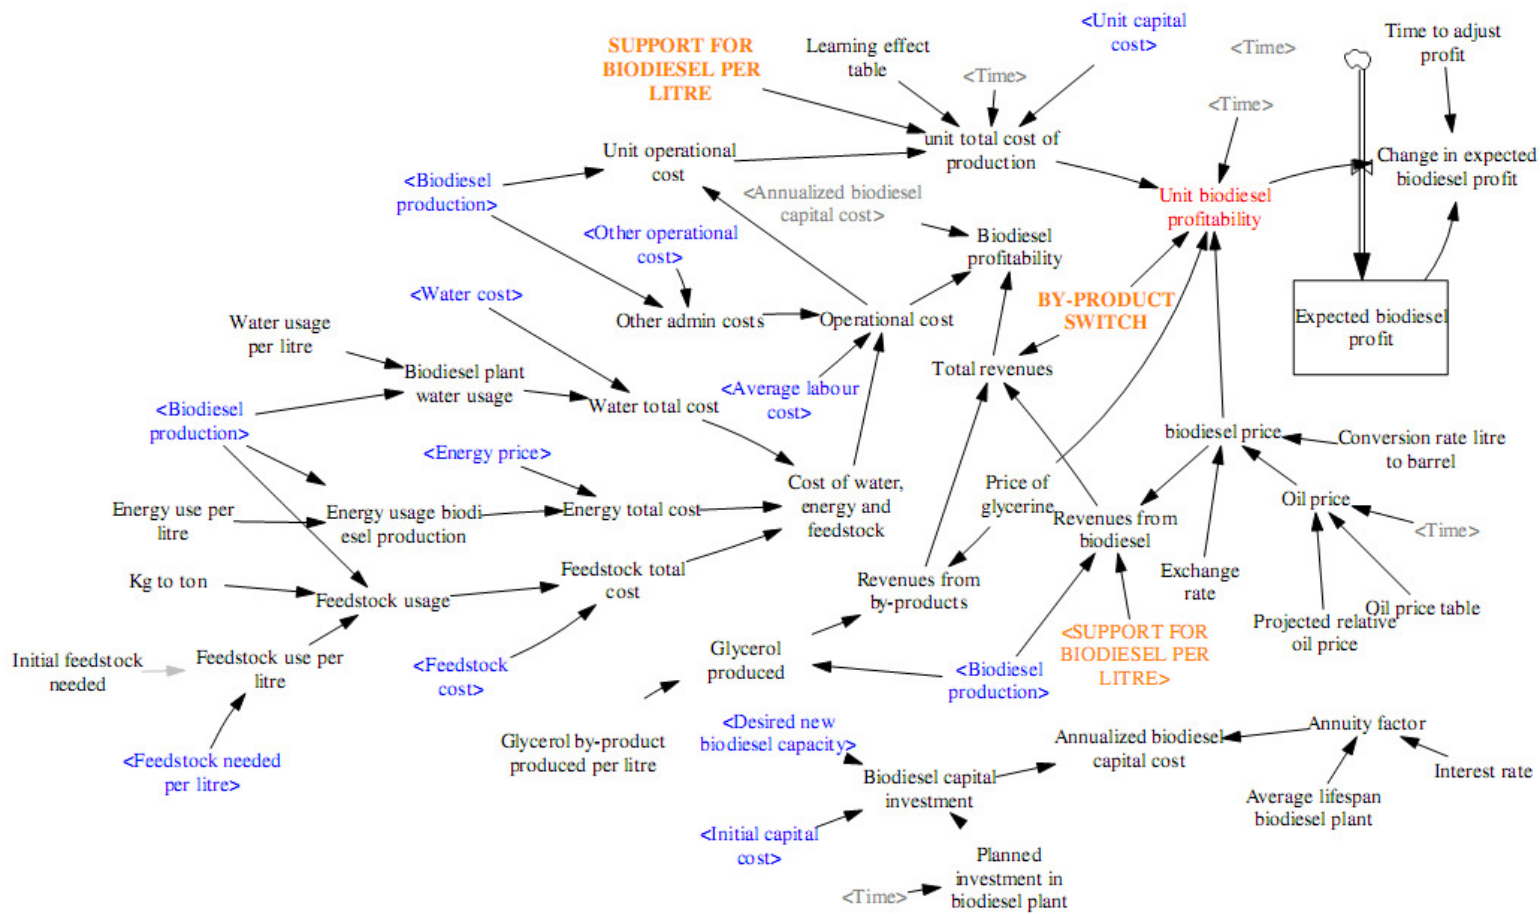 <Unit capital
cost>
SUPPORT FOR
BIODIESEL PER
LITRE
Learning effect
table
<Time>
<Time>
Time to adjust
profit
<Time>
unit total cost of
production
Unit operational
cost
<Biodiesel
production>
<Annualized biodiesel
capital cost>
Unit biodiesel
profitability
Change in expected
biodiesel profit
<Other operational
cost>
Biodiesel
profitability
<Water cost>
Other admin costs
Operational cost
BY-PRODUCT
SWITCH
Expected biodiesel
profit
Water usage
per litre
Biodiesel plant
water usage
Total revenues
<Average labour
cost>
Water total cost
<Biodiesel
production>
<Energy price>
biodiesel price
Conversion rate litre
to barrel
Cost of water,
energy and
feedstock
Price of
glycerine
Oil price
<Time>
Energy use per
litre
Energy usage biodi
esel production
Energy total cost
Revenues from
biodiesel
Kg to ton
Feedstock usage
Feedstock total
cost
Revenues from
by-products
Exchange
rate
Projected relative
oil price
Oil price table
Initial feedstock
needed
Feedstock use per
litre
<Feedstock
cost>
Glycerol
produced
<Biodiesel
production>
<SUPPORT FOR
BIODIESEL PER
LITRE>
<Feedstock needed
per litre>
Glycerol by-product
produced per litre
<Desired new
biodiesel capacity>
Annualized biodiesel
capital cost
Annuity factor
Biodiesel capital
investment
Interest rate
Average lifespan
biodiesel plant
<Initial capital
cost>
Planned
investment in
biodiesel plant
<Time>